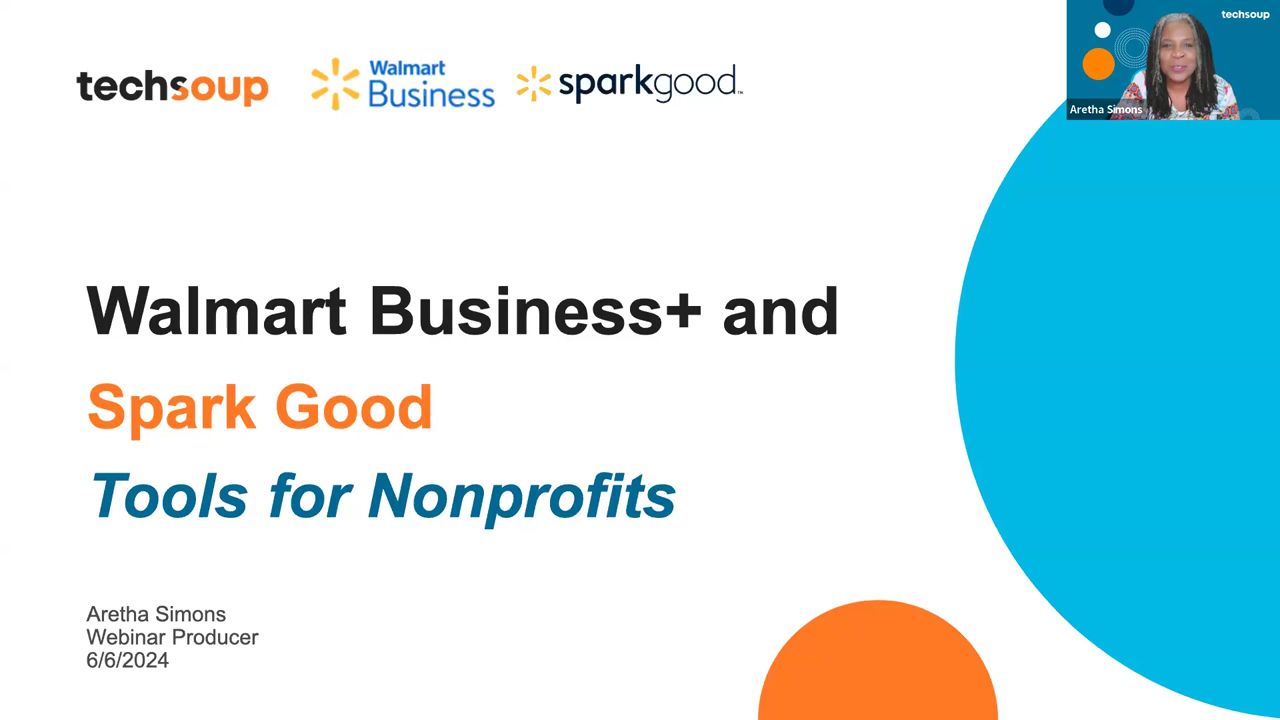 techsoup
Walmart
Business
sparkgood™
techsoup
Aretha Simons
Walmart Business+ and
Spark Good
Tools for Nonprofits
Aretha Simons
Webinar Producer
6/6/2024